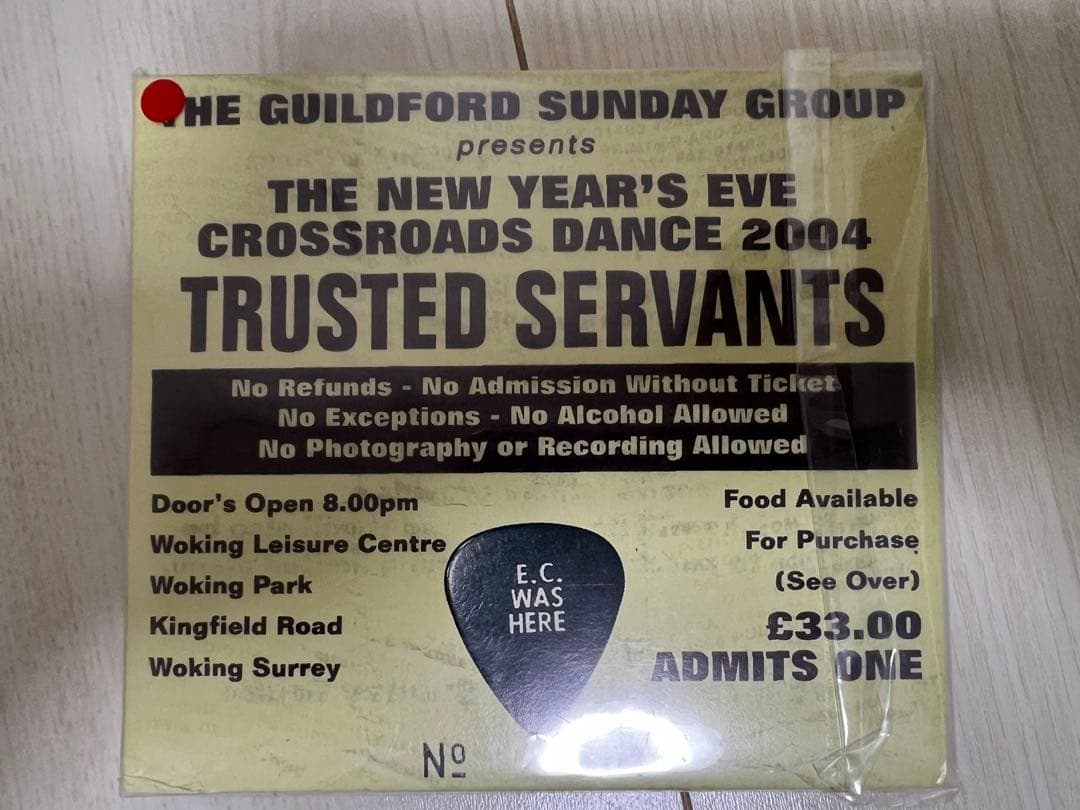 THE GUILDFORD SUNDAY GROUP
presents
THE NEW YEAR'S EVE
CROSSROADS DANCE 2004
TRUSTED SERVANTS
No Refunds - No Admission Without Ticket
No Exceptions - No Alcohol Allowed
No Photography or Recording Allowed
Door's Open 8.00pm
Woking Leisure Centre
Woking Park
Kingfield Road
Woking Surrey
E.C.
WAS
HERE
Food Available
For Purchase
(See Over)
£33.00
ADMITS ONE
Nº